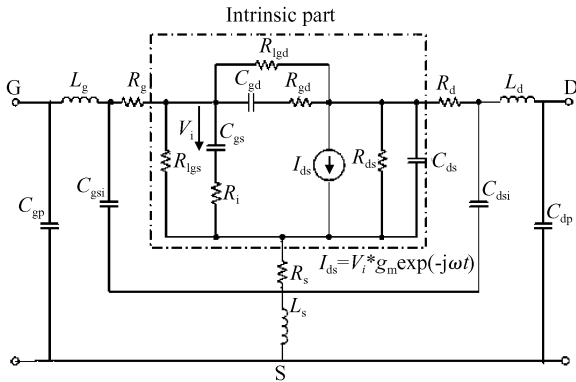 Intrinsic part
R_lgd
G
L_g
R_g
C_gd
R_gd
R_d
L_d
D
V_i
C_gs
R_lgs
I_ds
R_ds
C_ds
C_gp
C_gsi
R_i
C_dsi
C_dp
R_s
I_ds=V_i*g_m exp(-jωt)
L_s
S